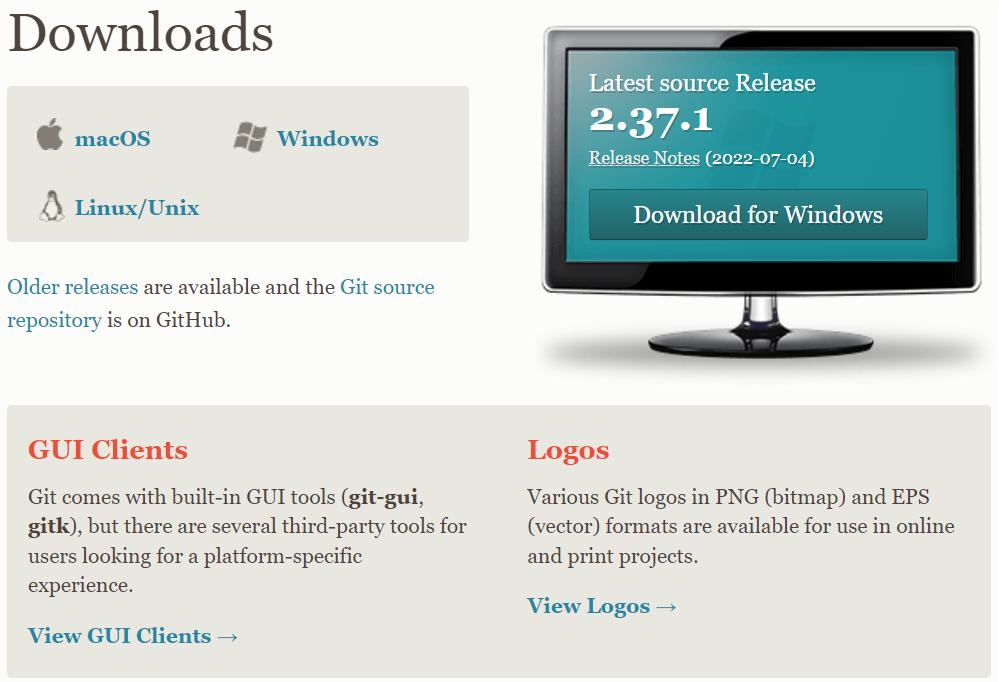 Downloads
macOS
Windows
Linux/Unix
Older releases are available and the Git source
repository is on GitHub.
Latest source Release
2.37.1
Release Notes (2022-07-04)
Download for Windows
GUI Clients
Git comes with built-in GUI tools (git-gui,
gitk), but there are several third-party tools for
users looking for a platform-specific
experience.
View GUI Clients →
Logos
Various Git logos in PNG (bitmap) and EPS
(vector) formats are available for use in online
and print projects.
View Logos →